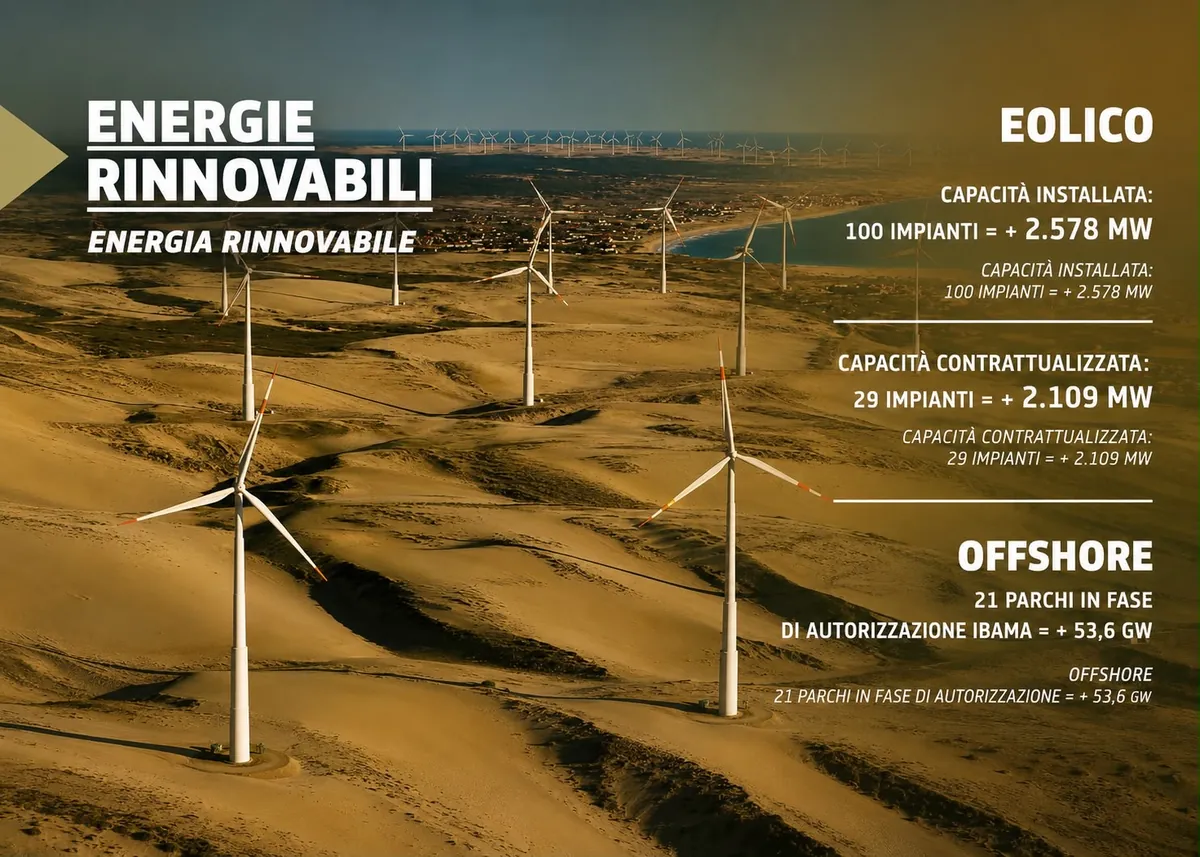 ENERGIE
RINNOVABILI
ENERGIA RINNOVABILE
EOLICO
CAPACITÀ INSTALLATA:
100 IMPIANTI = + 2.578 MW
CAPACITÀ INSTALLATA:
100 IMPIANTI = + 2.578 MW
CAPACITÀ CONTRATTUALIZZATA:
29 IMPIANTI = + 2.109 MW
CAPACITÀ CONTRATTUALIZZATA:
29 IMPIANTI = + 2.109 MW
OFFSHORE
21 PARCHI IN FASE
DI AUTORIZZAZIONE IBAMA = + 53,6 GW
OFFSHORE
21 PARCHI IN FASE DI AUTORIZZAZIONE = + 53,6 GW